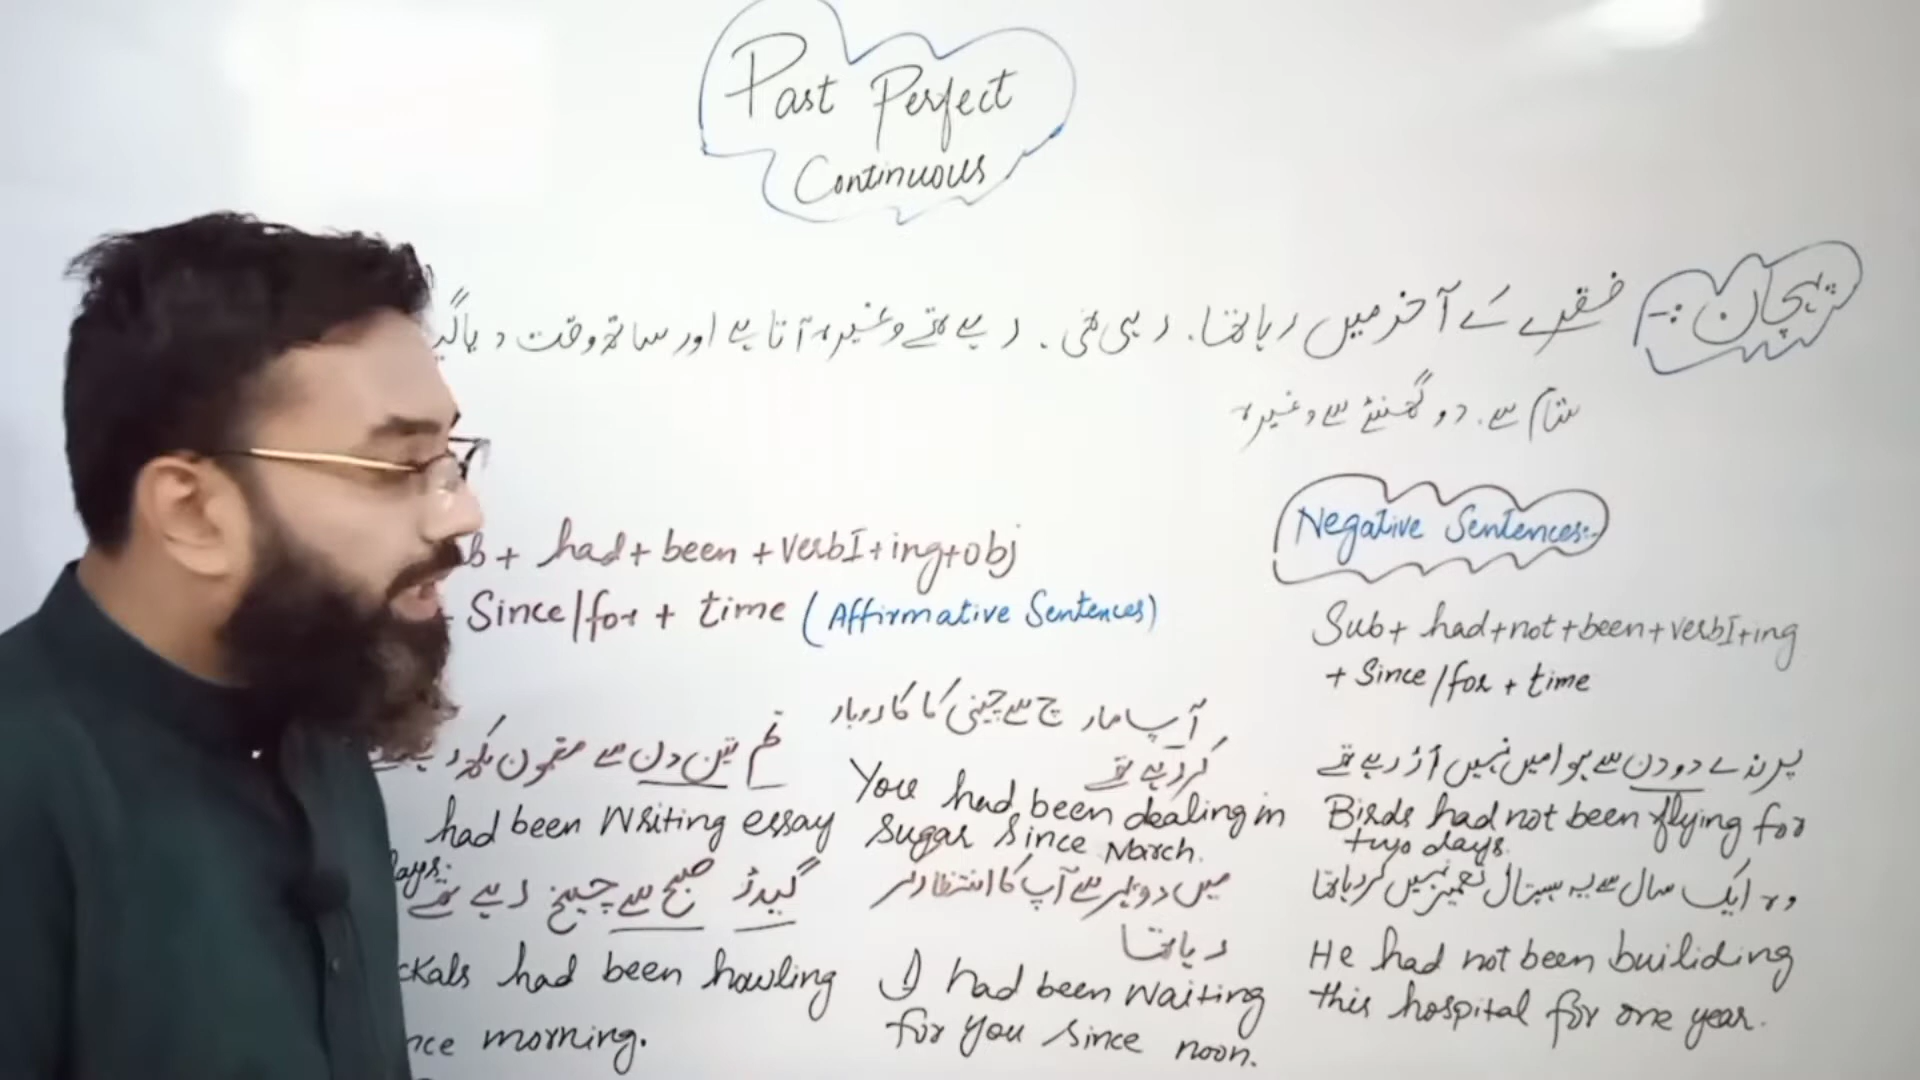 Past Perfect
Continuous
پہچان :-
فقرے کے آخر میں رہا تھا، رہی تھی، رہے تھے وغیرہ آتا ہے اور ساتھ وقت دیا
شام سے، دو گھنٹے سے وغیرہ
b + had + been + verbI + ing + obj
+ Since/for + time (Affirmative Sentences)
تم تین دن سے مضمون لکھ رہے
had been writing essay
days.
گیدڑ صبح سے چیخ رہے تھے
ckals had been howling
nce morning.
آپ مارچ سے چینی کا کاروبار
کر رہے تھے
You had been dealing in
sugar since March.
میں دوپہر سے آپ کا انتظار کر
رہا تھا
I had been waiting
for you since noon.
Negative Sentences:-
Sub + had + not + been + verbI + ing
+ Since/for + time
پرندے دو دن سے ہوا میں نہیں اڑ رہے تھے
Birds had not been flying for
two days.
وہ ایک سال سے یہ ہسپتال تعمیر نہیں کر رہا تھا
He had not been builiding
this hospital for one year.